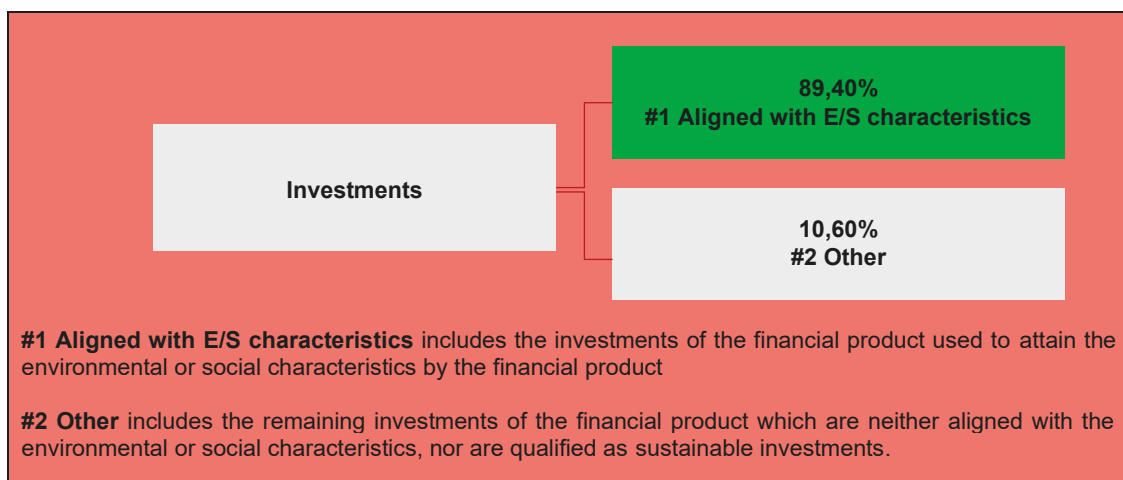 89,40%
#1 Aligned with E/S characteristics
Investments
10,60%
#2 Other
#1 Aligned with E/S characteristics includes the investments of the financial product used to attain the
environmental or social characteristics by the financial product
#2 Other includes the remaining investments of the financial product which are neither aligned with the
environmental or social characteristics, nor are qualified as sustainable investments.